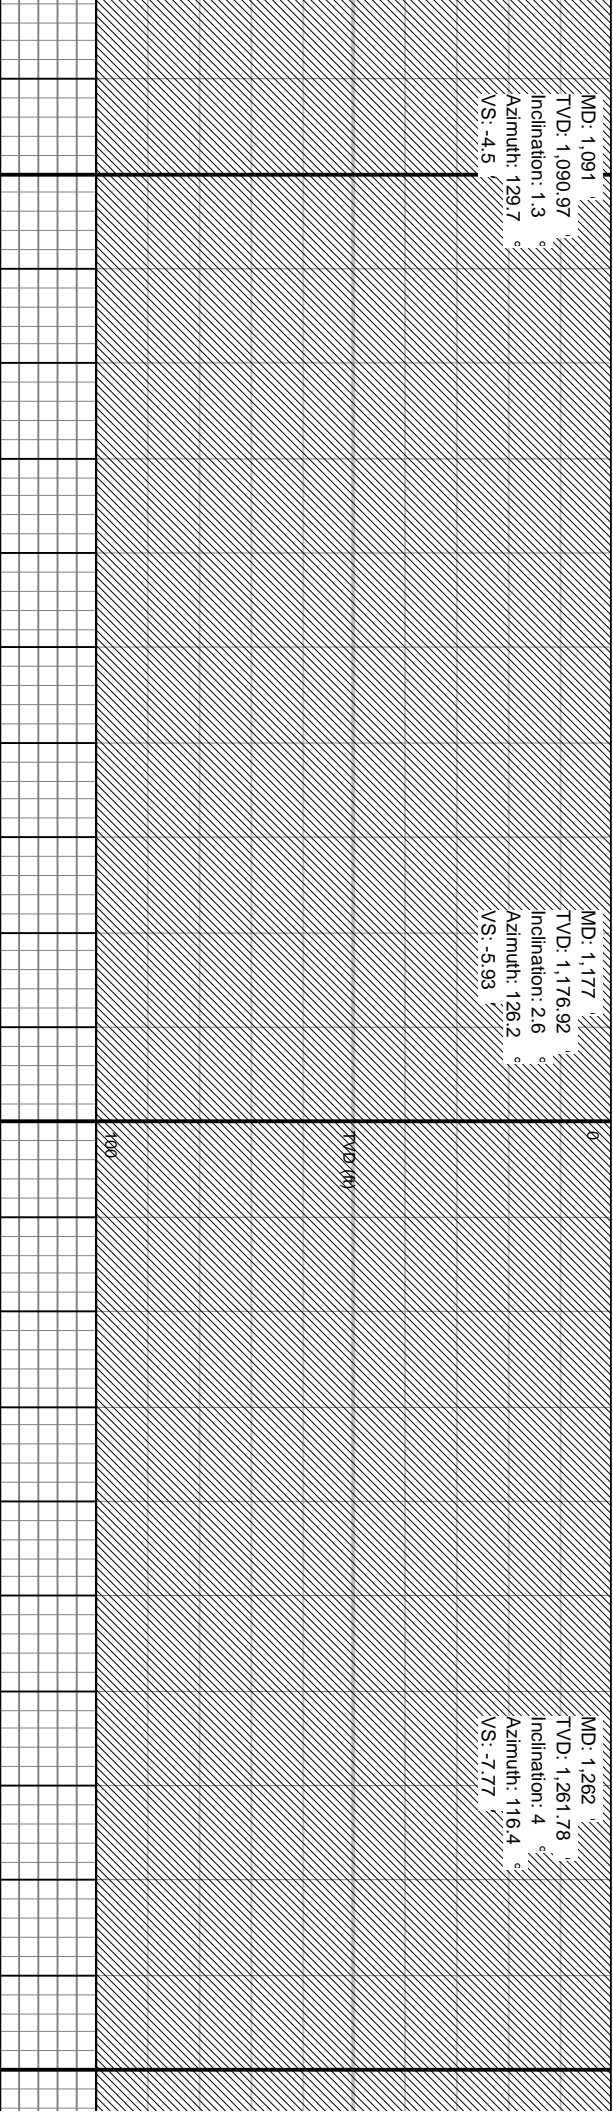 MD: 1,091 '
TVD: 1,090.97 '
Inclination: 1.3 °
Azimuth: 129.7 °
VS: -4.5 '
MD: 1,177 '
TVD: 1,176.92 '
Inclination: 2.6 °
Azimuth: 126.2 °
VS: -5.93 '
0
TVD (ft)
100
MD: 1,262 '
TVD: 1,261.78 '
Inclination: 4 °
Azimuth: 116.4 °
VS: -7.77 '